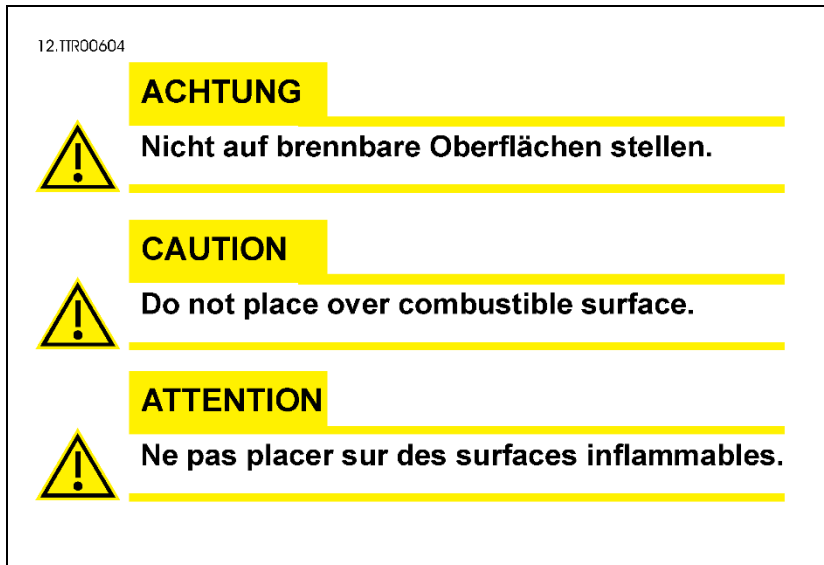 12.TTR00604
ACHTUNG
Nicht auf brennbare Oberflächen stellen.
CAUTION
Do not place over combustible surface.
ATTENTION
Ne pas placer sur des surfaces inflammables.